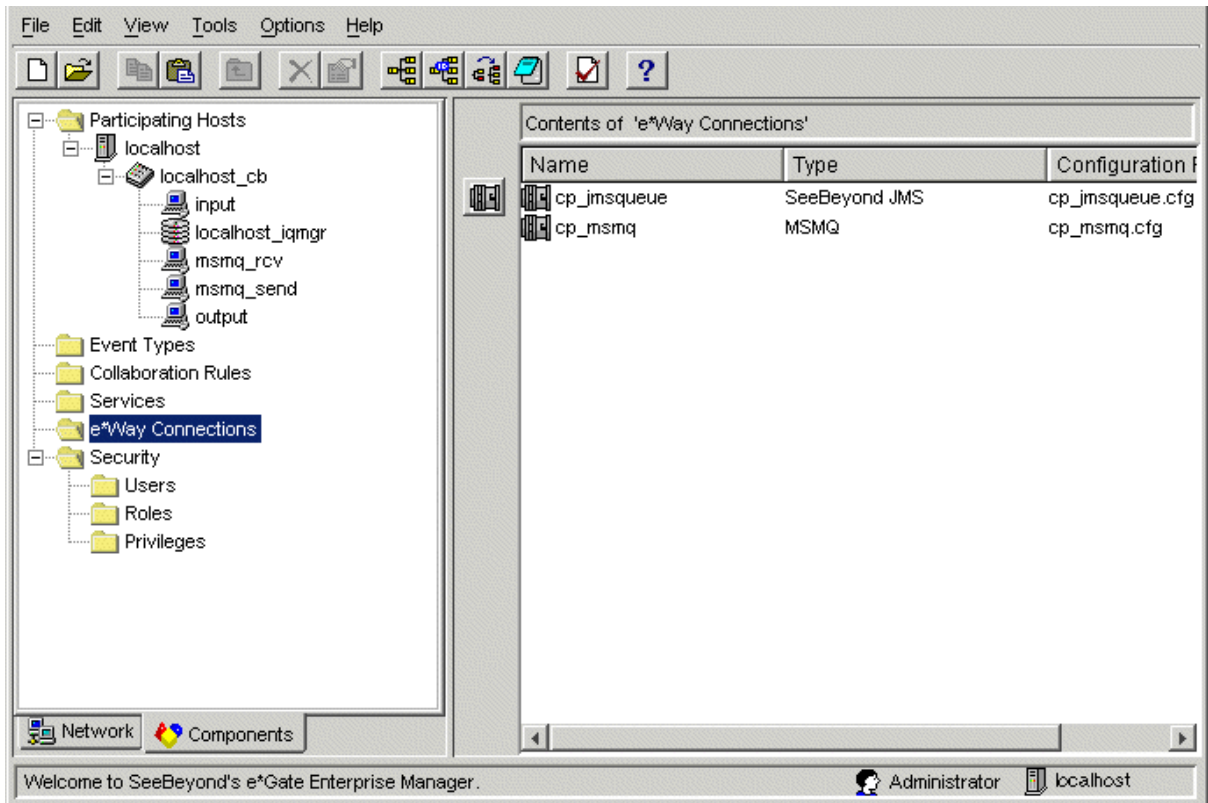 File Edit View Tools Options Help
?
Participating Hosts
localhost
localhost_cb
input
localhost_iqmgr
msmq_rcv
msmq_send
output
Event Types
Collaboration Rules
Services
e*Way Connections
Security
Users
Roles
Privileges
Network Components
Contents of 'e*Way Connections'
Name Type Configuration F
cp_jmsqueue SeeBeyond JMS cp_jmsqueue.cfg
cp_msmq MSMQ cp_msmq.cfg
Welcome to SeeBeyond's e*Gate Enterprise Manager. Administrator localhost